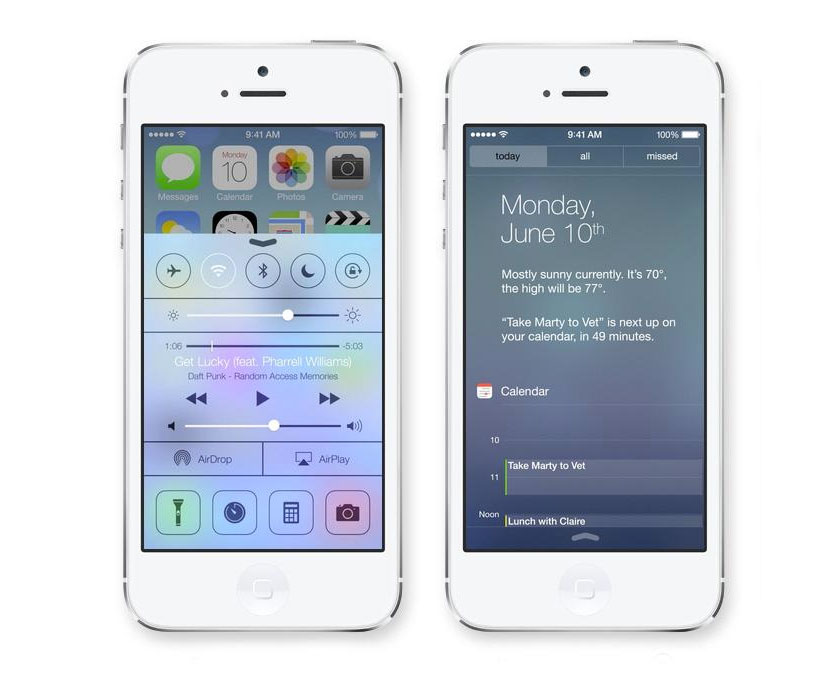 9:41 AM
100%
Monday
10
Messages
Calendar
Photos
Camera
1:06
-5:03
Get Lucky (feat. Pharrell Williams)
Daft Punk - Random Access Memories
AirDrop
AirPlay
9:41 AM
100%
today
all
missed
Monday,
June 10th
Mostly sunny currently. It’s 70°,
the high will be 77°.
“Take Marty to Vet” is next up on
your calendar, in 49 minutes.
Calendar
10
Take Marty to Vet
11
Noon
Lunch with Claire